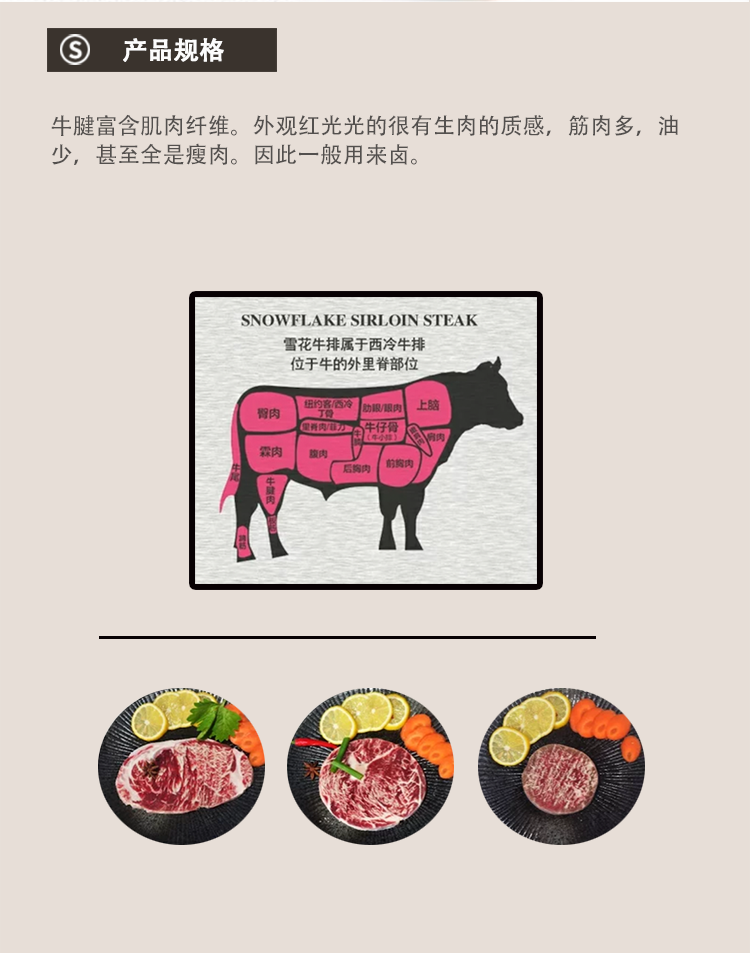 S 产品规格
牛腱富含肌肉纤维。外观红光光的很有生肉的质感，筋肉多，油
少，甚至全是瘦肉。因此一般用来卤。
SNOWFLAKE SIRLOIN STEAK
雪花牛排属于西冷牛排
位于牛的外里脊部位
臀肉
纽约客/西冷
丁骨
肋眼/眼肉
上脑
里脊肉/菲力
牛仔骨
(牛小排)
肩肉
霖肉
腹肉
后胸肉
前胸肉
牛尾
牛腱肉